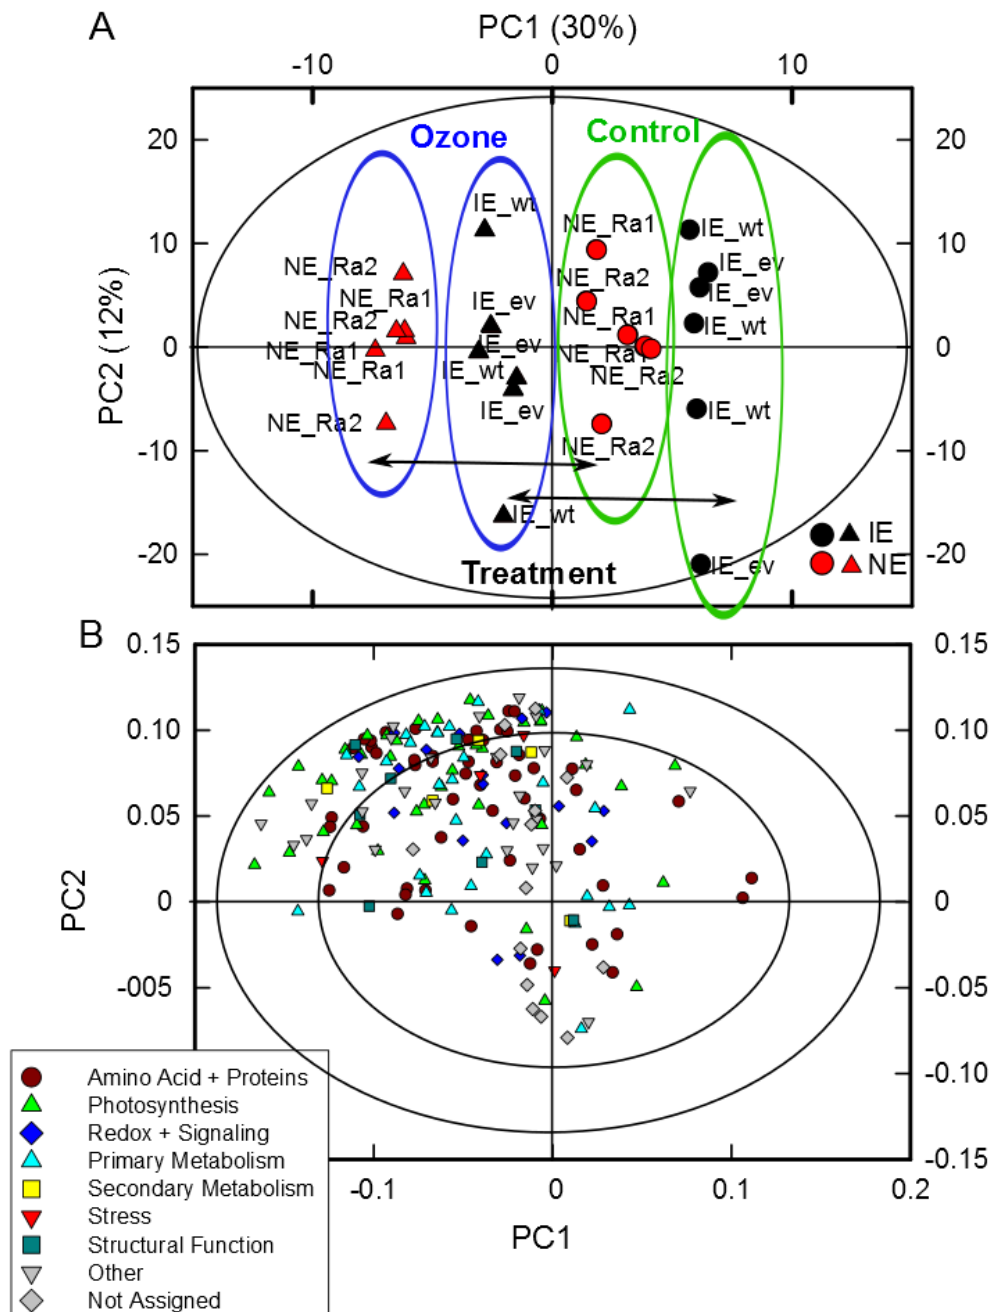 A
PC1 (30%)
-10 0 10
Ozone
Control
PC2 (12%)
20 20
10 10
0 0
-10 -10
-20 -20
IE_wt
NE_Ra1
IE_wt
NE_Ra2
IE_ev
NE_Ra1
NE_Ra2
IE_ev
IE_ev
NE_Ra2
NE_Ra1
IE_wt
NE_Ra1
IE_ev
NE_Ra1
NE_Ra1
IE_wt
NE_Ra2
IE_ev
IE_wt
NE_Ra2
NE_Ra2
IE_wt
IE_ev
IE
NE
Treatment
B
0.15 0.15
0.10 0.10
0.05 0.05
0 0
-005 -0.05
-0.10
-0.15
PC2
-0.1 0 0.1 0.2
PC1
Amino Acid + Proteins
Photosynthesis
Redox + Signaling
Primary Metabolism
Secondary Metabolism
Stress
Structural Function
Other
Not Assigned